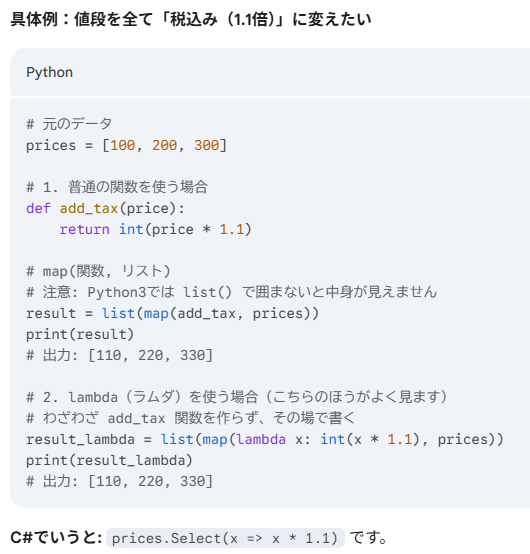 具体例：値段を全て「税込み（1.1倍）」に変えたい
Python
# 元のデータ
prices = [100, 200, 300]
# 1. 普通の関数を使う場合
def add_tax(price):
    return int(price * 1.1)
# map(関数, リスト)
# 注意: Python3では list() で囲まないと中身が見えません
result = list(map(add_tax, prices))
print(result)
# 出力: [110, 220, 330]
# 2. lambda（ラムダ）を使う場合（こちらのほうがよく見ます）
# わざわざ add_tax 関数を作らず、その場で書く
result_lambda = list(map(lambda x: int(x * 1.1), prices))
print(result_lambda)
# 出力: [110, 220, 330]
C#でいうと: prices.Select(x => x * 1.1) です。